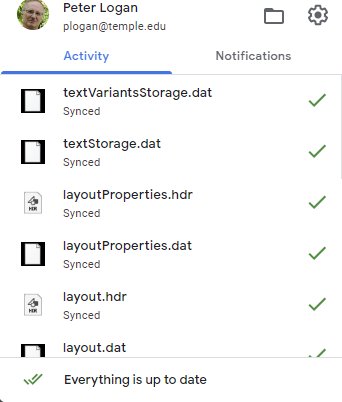 Peter Logan
plogan@temple.edu
Activity
Notifications
textVariantsStorage.dat
Synced
textStorage.dat
Synced
layoutProperties.hdr
Synced
HDR
layoutProperties.dat
Synced
layout.hdr
Synced
HDR
layout.dat
Everything is up to date